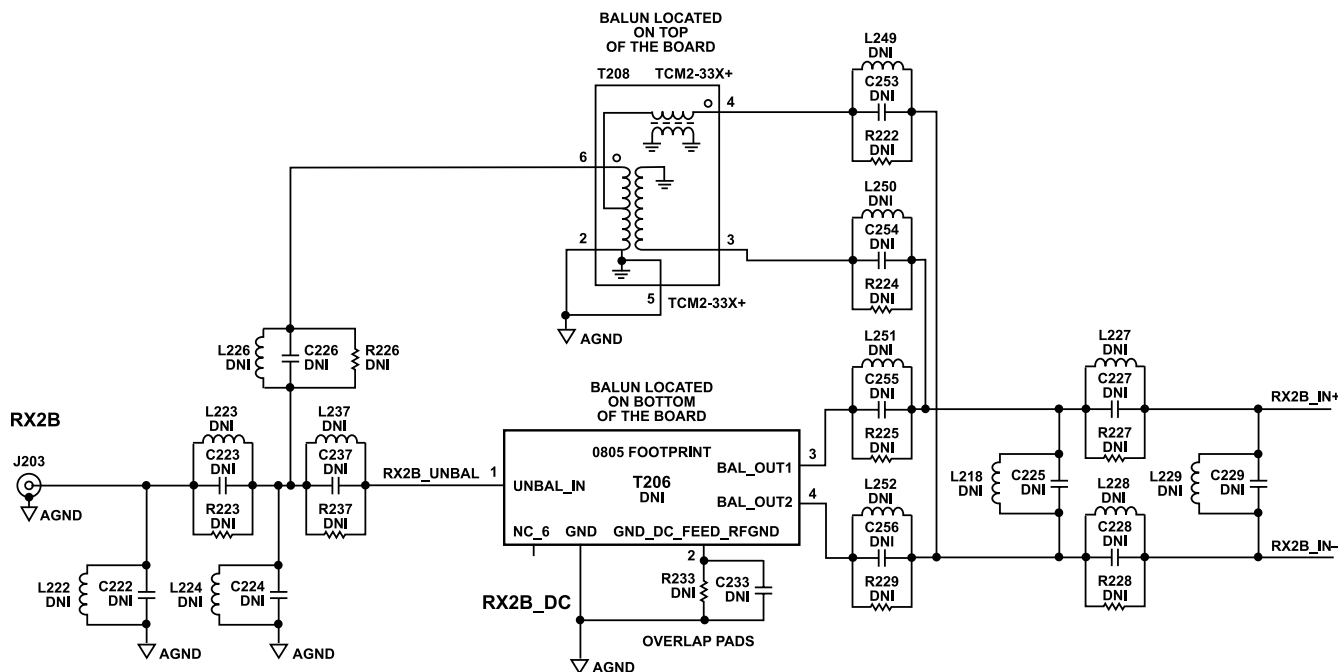 BALUN LOCATED
ON TOP
OF THE BOARD
T208 TCM2-33X+
4
6
2
3
5
TCM2-33X+
AGND
L249
DNI
C253
DNI
R222
DNI
L250
DNI
C254
DNI
R224
DNI
L226
DNI
C226
DNI
R226
DNI
RX2B
J203
AGND
L223
DNI
C223
DNI
R223
DNI
L237
DNI
C237
DNI
R237
DNI
L222
DNI
C222
DNI
AGND
L224
DNI
C224
DNI
AGND
RX2B_UNBAL
1
BALUN LOCATED
ON BOTTOM
OF THE BOARD
0805 FOOTPRINT
T206
DNI
UNBAL_IN
BAL_OUT1
BAL_OUT2
NC_6 GND GND_DC_FEED_RFGND
3
4
2
R233
DNI
C233
DNI
RX2B_DC
OVERLAP PADS
AGND
L251
DNI
C255
DNI
R225
DNI
L252
DNI
C256
DNI
R229
DNI
L218
DNI
C225
DNI
L227
DNI
C227
DNI
R227
DNI
L228
DNI
C228
DNI
R228
DNI
L229
DNI
C229
DNI
RX2B_IN+
RX2B_IN–